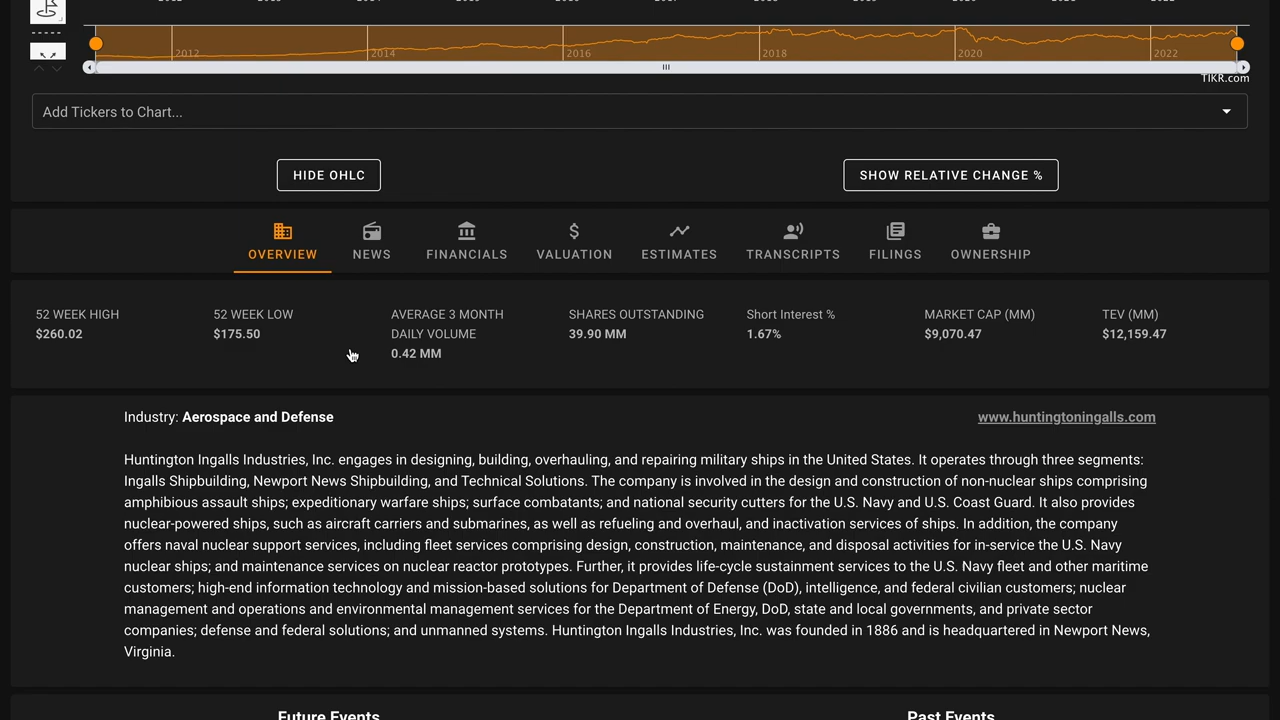 2012 2014 2016 2018 2020 2022
TIKR.com
Add Tickers to Chart...
HIDE OHLC SHOW RELATIVE CHANGE %
OVERVIEW NEWS FINANCIALS VALUATION ESTIMATES TRANSCRIPTS FILINGS OWNERSHIP
52 WEEK HIGH 52 WEEK LOW AVERAGE 3 MONTH SHARES OUTSTANDING Short Interest % MARKET CAP (MM) TEV (MM)
$260.02 $175.50 DAILY VOLUME 39.90 MM 1.67% $9,070.47 $12,159.47
0.42 MM
Industry: Aerospace and Defense www.huntingtoningalls.com
Huntington Ingalls Industries, Inc. engages in designing, building, overhauling, and repairing military ships in the United States. It operates through three segments:
Ingalls Shipbuilding, Newport News Shipbuilding, and Technical Solutions. The company is involved in the design and construction of non-nuclear ships comprising
amphibious assault ships; expeditionary warfare ships; surface combatants; and national security cutters for the U.S. Navy and U.S. Coast Guard. It also provides
nuclear-powered ships, such as aircraft carriers and submarines, as well as refueling and overhaul, and inactivation services of ships. In addition, the company
offers naval nuclear support services, including fleet services comprising design, construction, maintenance, and disposal activities for in-service the U.S. Navy
nuclear ships; and maintenance services on nuclear reactor prototypes. Further, it provides life-cycle sustainment services to the U.S. Navy fleet and other maritime
customers; high-end information technology and mission-based solutions for Department of Defense (DoD), intelligence, and federal civilian customers; nuclear
management and operations and environmental management services for the Department of Energy, DoD, state and local governments, and private sector
companies; defense and federal solutions; and unmanned systems. Huntington Ingalls Industries, Inc. was founded in 1886 and is headquartered in Newport News,
Virginia.
Future Events Past Events